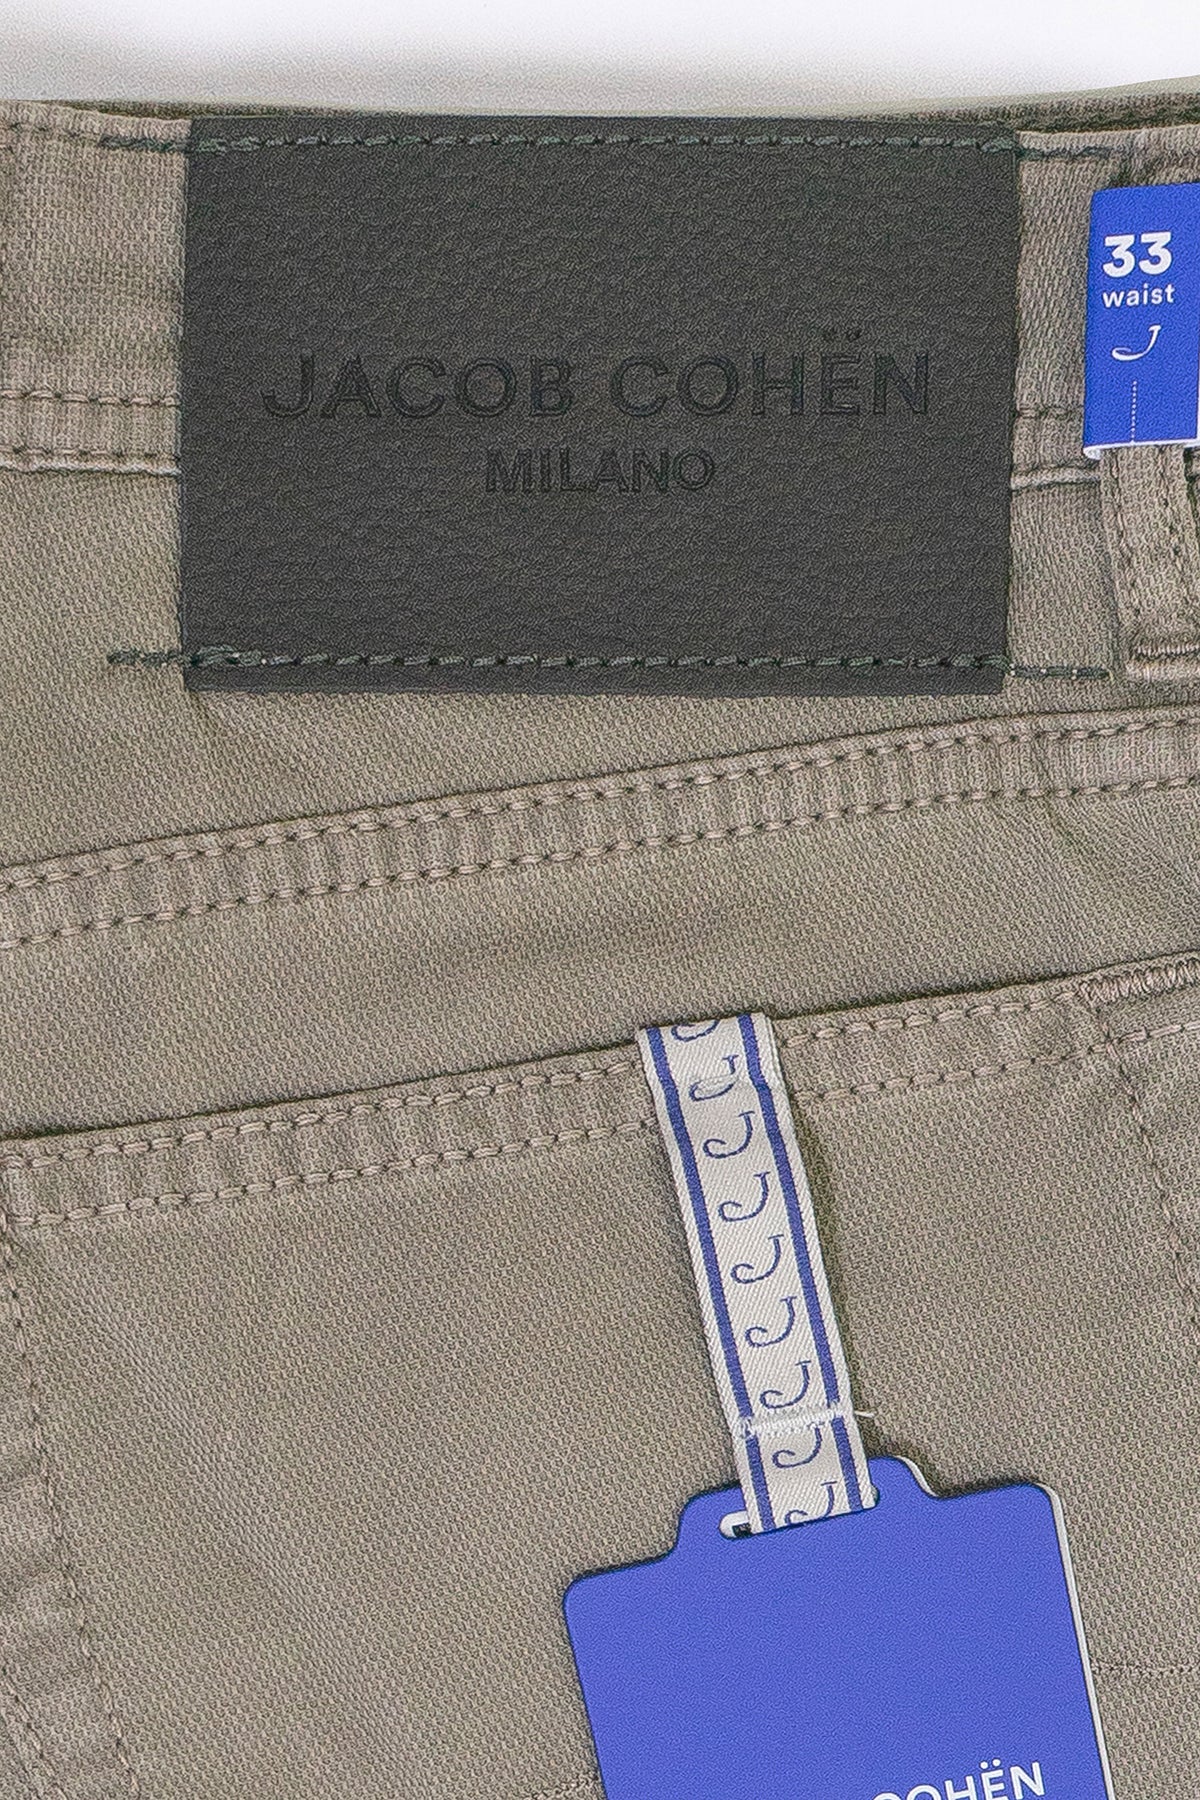 JACOB COHËN
MILANO
33
waist
J
COHËN